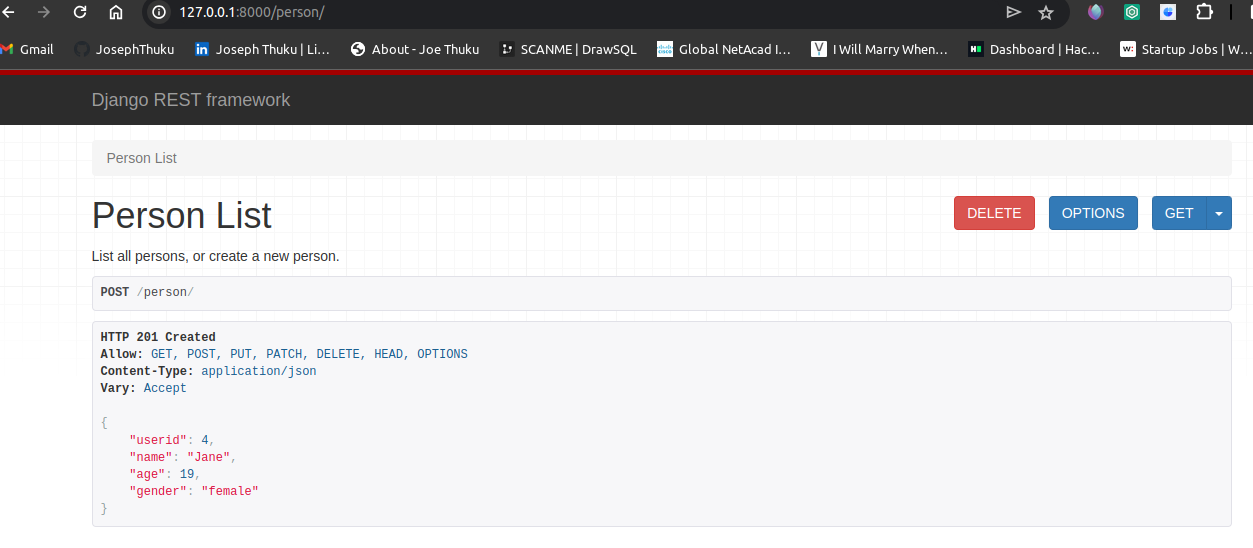 127.0.0.1:8000/person/
Gmail JosephThuku Joseph Thuku | Li... About - Joe Thuku SCANME | DrawSQL Global NetAcad I... I Will Marry When... Dashboard | Hac... Startup Jobs | W...
Django REST framework
Person List
Person List DELETE OPTIONS GET
List all persons, or create a new person.
POST /person/
HTTP 201 Created
Allow: GET, POST, PUT, PATCH, DELETE, HEAD, OPTIONS
Content-Type: application/json
Vary: Accept
{
"userid": 4,
"name": "Jane",
"age": 19,
"gender": "female"
}